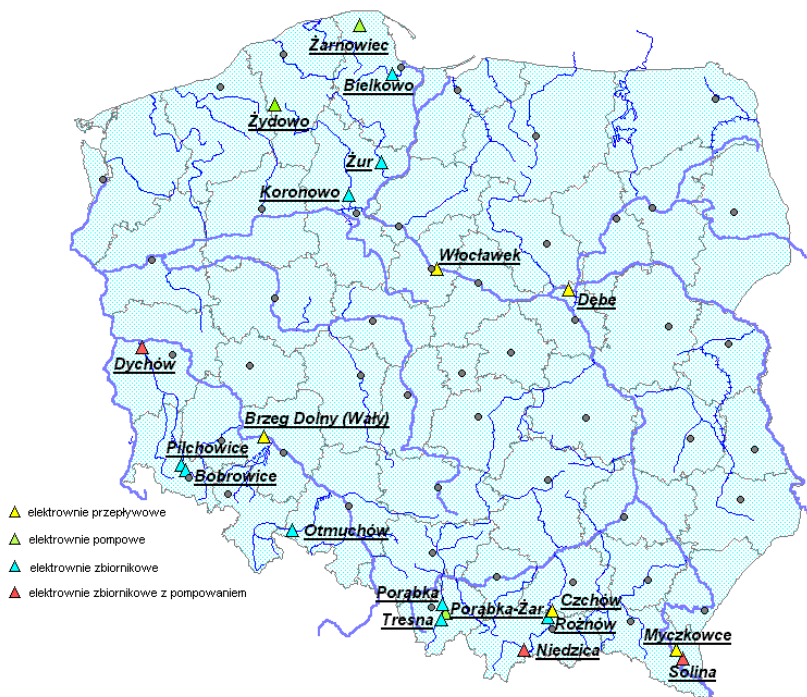 Żarnowiec
Bielkowo
Żydowo
Żur
Koronowo
Włocławek
Dębe
Dychów
Brzeg Dolny (Wały)
Pilchowice
Bobrowice
elektrownie przepływowe
Otmuchów
elektrownie pompowe
elektrownie zbiornikowe
elektrownie zbiornikowe z pompowaniem
Porąbka
Porąbka-Żar
Czchów
Tresna
Rożnów
Myczkowce
Niedzica
Solina